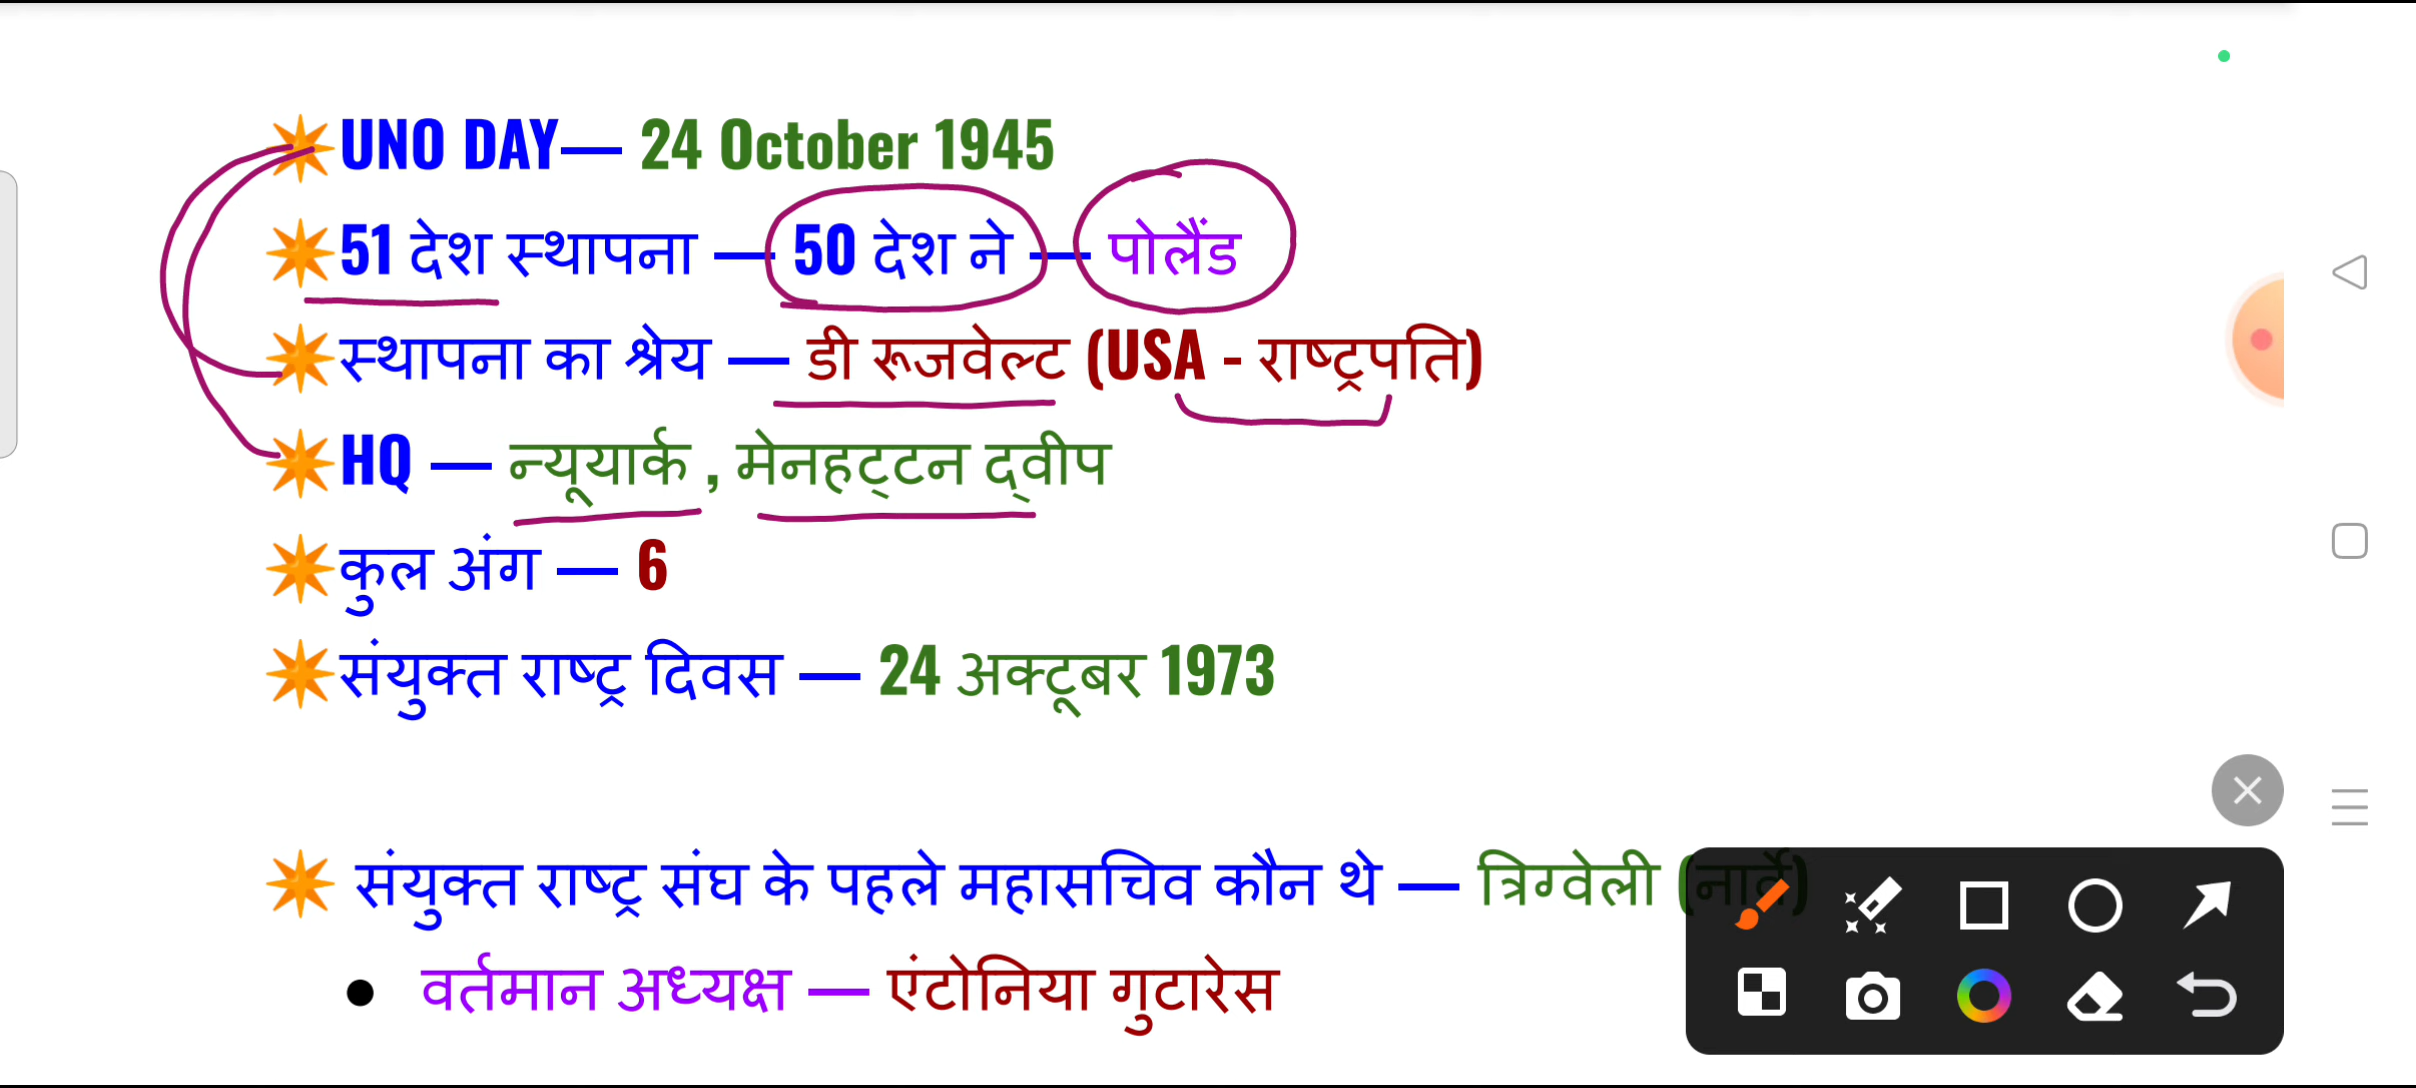 UNO DAY— 24 October 1945
51 देश स्थापना — 50 देश ने — पोलैंड
स्थापना का श्रेय — डी रूजवेल्ट (USA - राष्ट्रपति)
HQ — न्यूयार्क , मेनहट्टन द्वीप
कुल अंग — 6
संयुक्त राष्ट्र दिवस — 24 अक्टूबर 1973
संयुक्त राष्ट्र संघ के पहले महासचिव कौन थे — त्रिग्वेली (नार्वे)
● वर्तमान अध्यक्ष — एंटोनिया गुटारेस